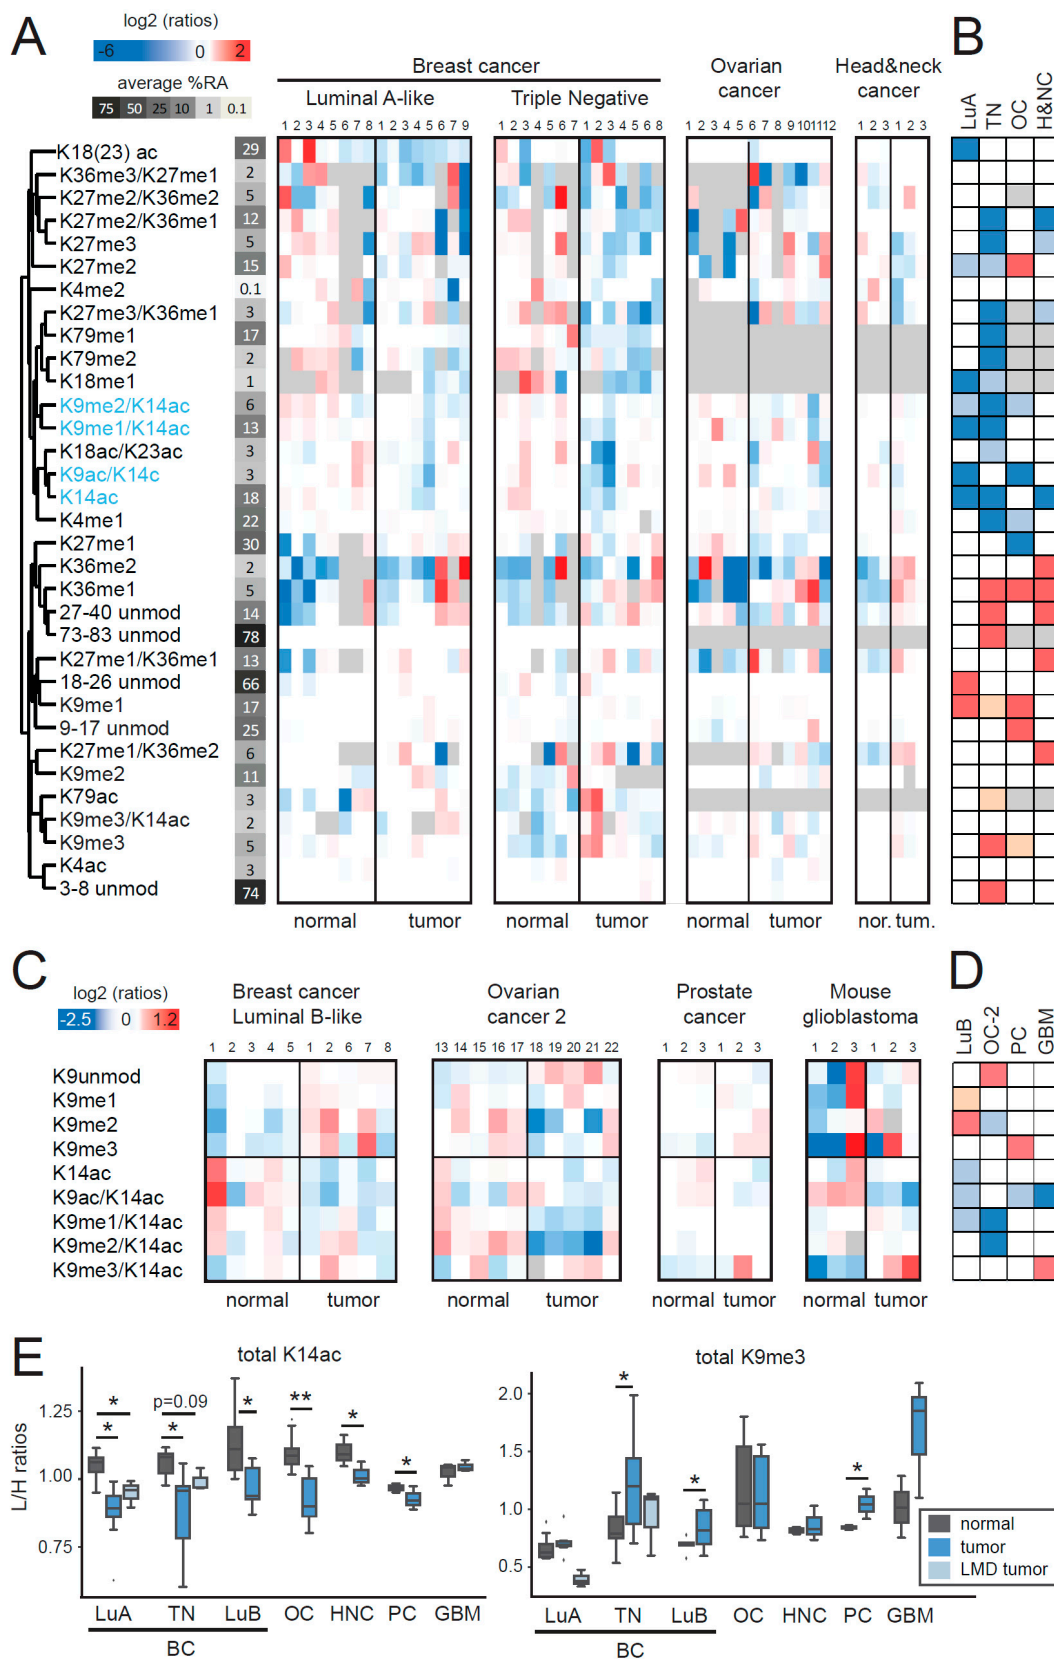 A
B
log2 (ratios)
-6 0 2
average %RA
75 50 25 10 1 0.1
Breast cancer
Luminal A-like
Triple Negative
Ovarian
cancer
Head&neck
cancer
LuA
TN
OC
H&NC
1 2 3 4 5 6 7 8 1 2 3 4 5 6 7 9
1 2 3 4 5 6 7 1 2 3 4 5 6 8
1 2 3 4 5 6 7 8 9 10 11 12
1 2 3 1 2 3
K18(23) ac 29
K36me3/K27me1 2
K27me2/K36me2 5
K27me2/K36me1 12
K27me3 5
K27me2 15
K4me2 0.1
K27me3/K36me1 3
K79me1 17
K79me2 2
K18me1 1
K9me2/K14ac 6
K9me1/K14ac 13
K18ac/K23ac 3
K9ac/K14c 3
K14ac 18
K4me1 22
K27me1 30
K36me2 2
K36me1 5
27-40 unmod 14
73-83 unmod 78
K27me1/K36me1 13
18-26 unmod 66
K9me1 17
9-17 unmod 25
K27me1/K36me2 6
K9me2 11
K79ac 3
K9me3/K14ac 2
K9me3 5
K4ac 3
3-8 unmod 74
normal tumor
normal tumor
normal tumor
nor. tum.
C
D
log2 (ratios)
-2.5 0 1.2
Breast cancer
Luminal B-like
Ovarian
cancer 2
Prostate
cancer
Mouse
glioblastoma
LuB
OC-2
PC
GBM
1 2 3 4 5 1 2 7 8
13 14 15 16 17 18 19 20 21 22
1 2 3 1 2 3
1 2 3 1 2 3
K9unmod
K9me1
K9me2
K9me3
K14ac
K9ac/K14ac
K9me1/K14ac
K9me2/K14ac
K9me3/K14ac
normal tumor
normal tumor
normal tumor
normal tumor
E
total K14ac
L/H ratios
1.25
1.00
0.75
*
*
p=0.09
*
*
**
*
*
LuA TN LuB OC HNC PC GBM
BC
total K9me3
2.0
1.5
1.0
0.5
*
*
*
LuA TN LuB OC HNC PC GBM
BC
normal
tumor
LMD tumor